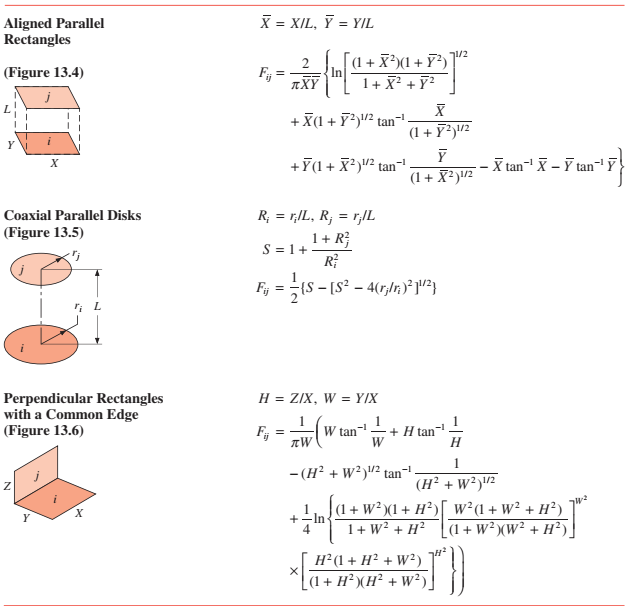 Aligned Parallel
Rectangles
(Figure 13.4)
L
j
Y
i
X
X̅ = X/L, Y̅ = Y/L
F_ij = 2/(πX̅Y̅) { ln [ (1 + X̅²)(1 + Y̅²) / (1 + X̅² + Y̅²) ]^1/2
+ X̅(1 + Y̅²)^1/2 tan⁻¹ X̅/(1 + Y̅²)^1/2
+ Y̅(1 + X̅²)^1/2 tan⁻¹ Y̅/(1 + X̅²)^1/2 − X̅ tan⁻¹ X̅ − Y̅ tan⁻¹ Y̅ }
Coaxial Parallel Disks
(Figure 13.5)
j
r_j
r_i
L
i
R_i = r_i/L, R_j = r_j/L
S = 1 + (1 + R_j²)/R_i²
F_ij = 1/2 {S − [S² − 4(r_j/r_i)²]^1/2}
Perpendicular Rectangles
with a Common Edge
(Figure 13.6)
Z
j
i
Y
X
H = Z/X, W = Y/X
F_ij = 1/(πW) ( W tan⁻¹ 1/W + H tan⁻¹ 1/H
− (H² + W²)^1/2 tan⁻¹ 1/(H² + W²)^1/2
+ 1/4 ln { (1 + W²)(1 + H²)/(1 + W² + H²) [ W²(1 + W² + H²)/((1 + W²)(W² + H²)) ]^W²
× [ H²(1 + H² + W²)/((1 + H²)(H² + W²)) ]^H² } )